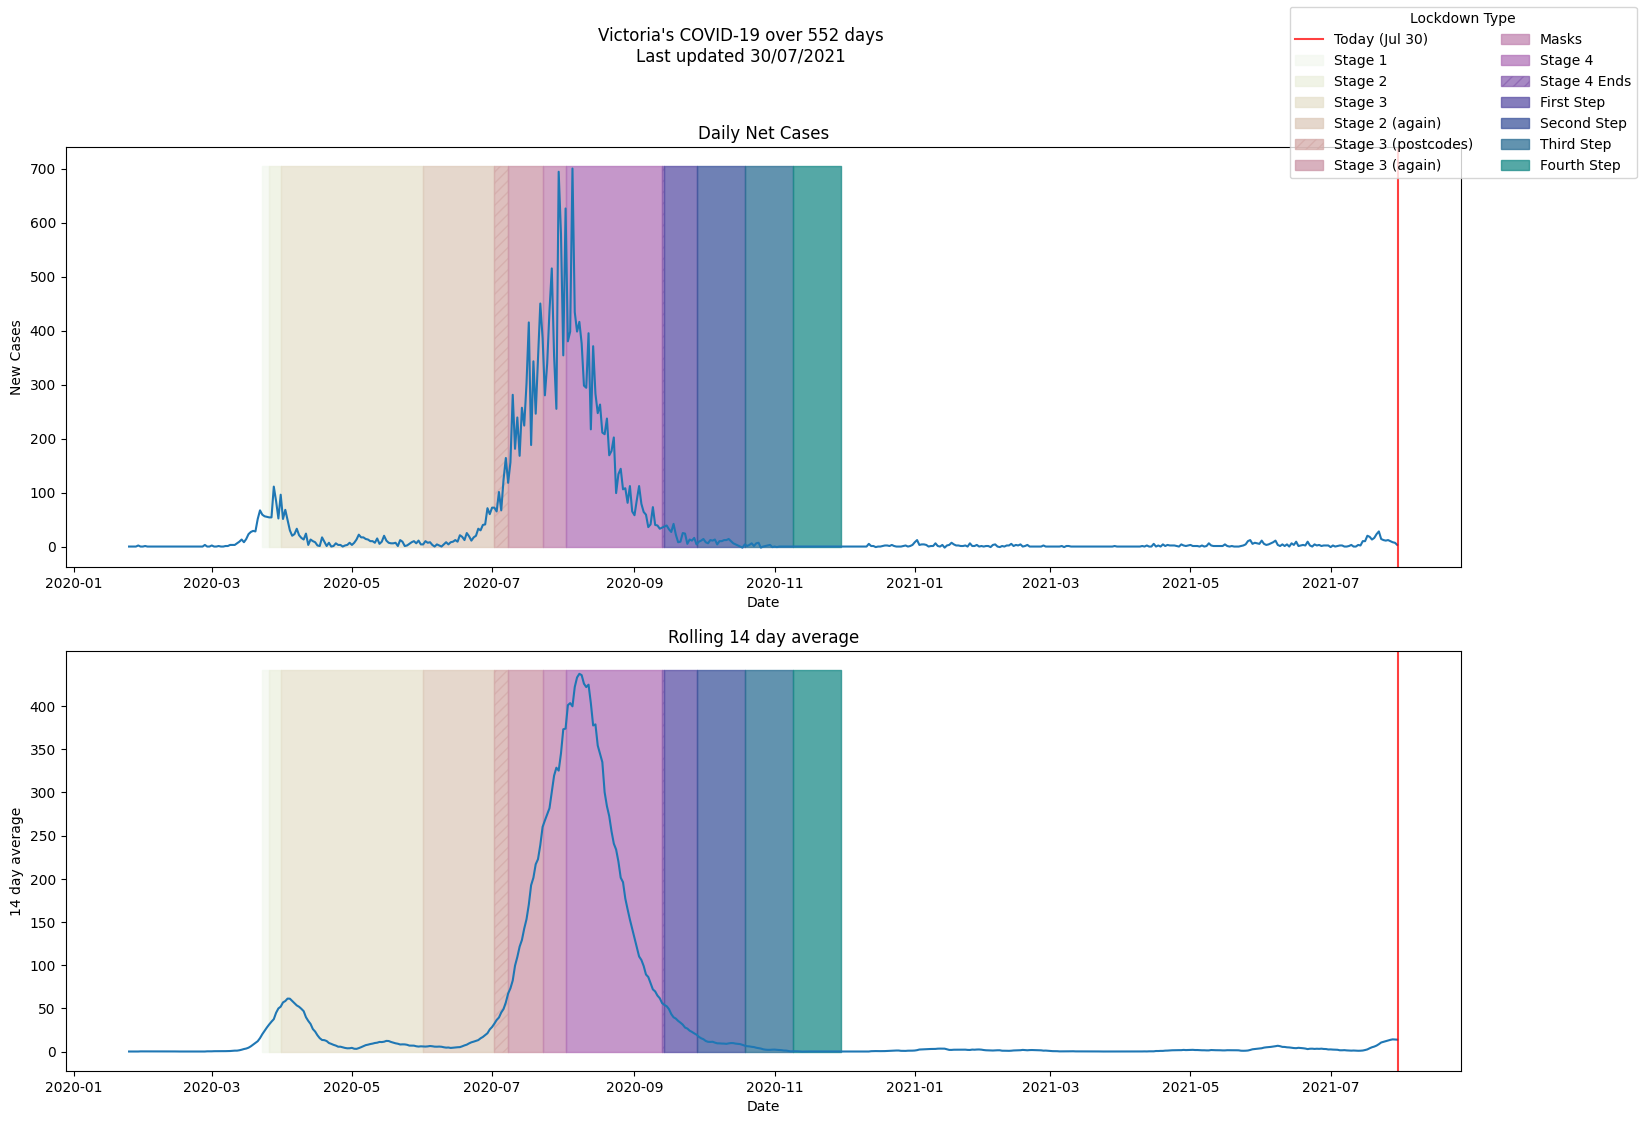 Victoria's COVID-19 over 552 days
Last updated 30/07/2021
Lockdown Type
Today (Jul 30)
Stage 1
Stage 2
Stage 3
Stage 2 (again)
Stage 3 (postcodes)
Stage 3 (again)
Masks
Stage 4
Stage 4 Ends
First Step
Second Step
Third Step
Fourth Step
Daily Net Cases
New Cases
700
600
500
400
300
200
100
0
2020-01 2020-03 2020-05 2020-07 2020-09 2020-11 2021-01 2021-03 2021-05 2021-07
Date
Rolling 14 day average
14 day average
400
350
300
250
200
150
100
50
0
2020-01 2020-03 2020-05 2020-07 2020-09 2020-11 2021-01 2021-03 2021-05 2021-07
Date